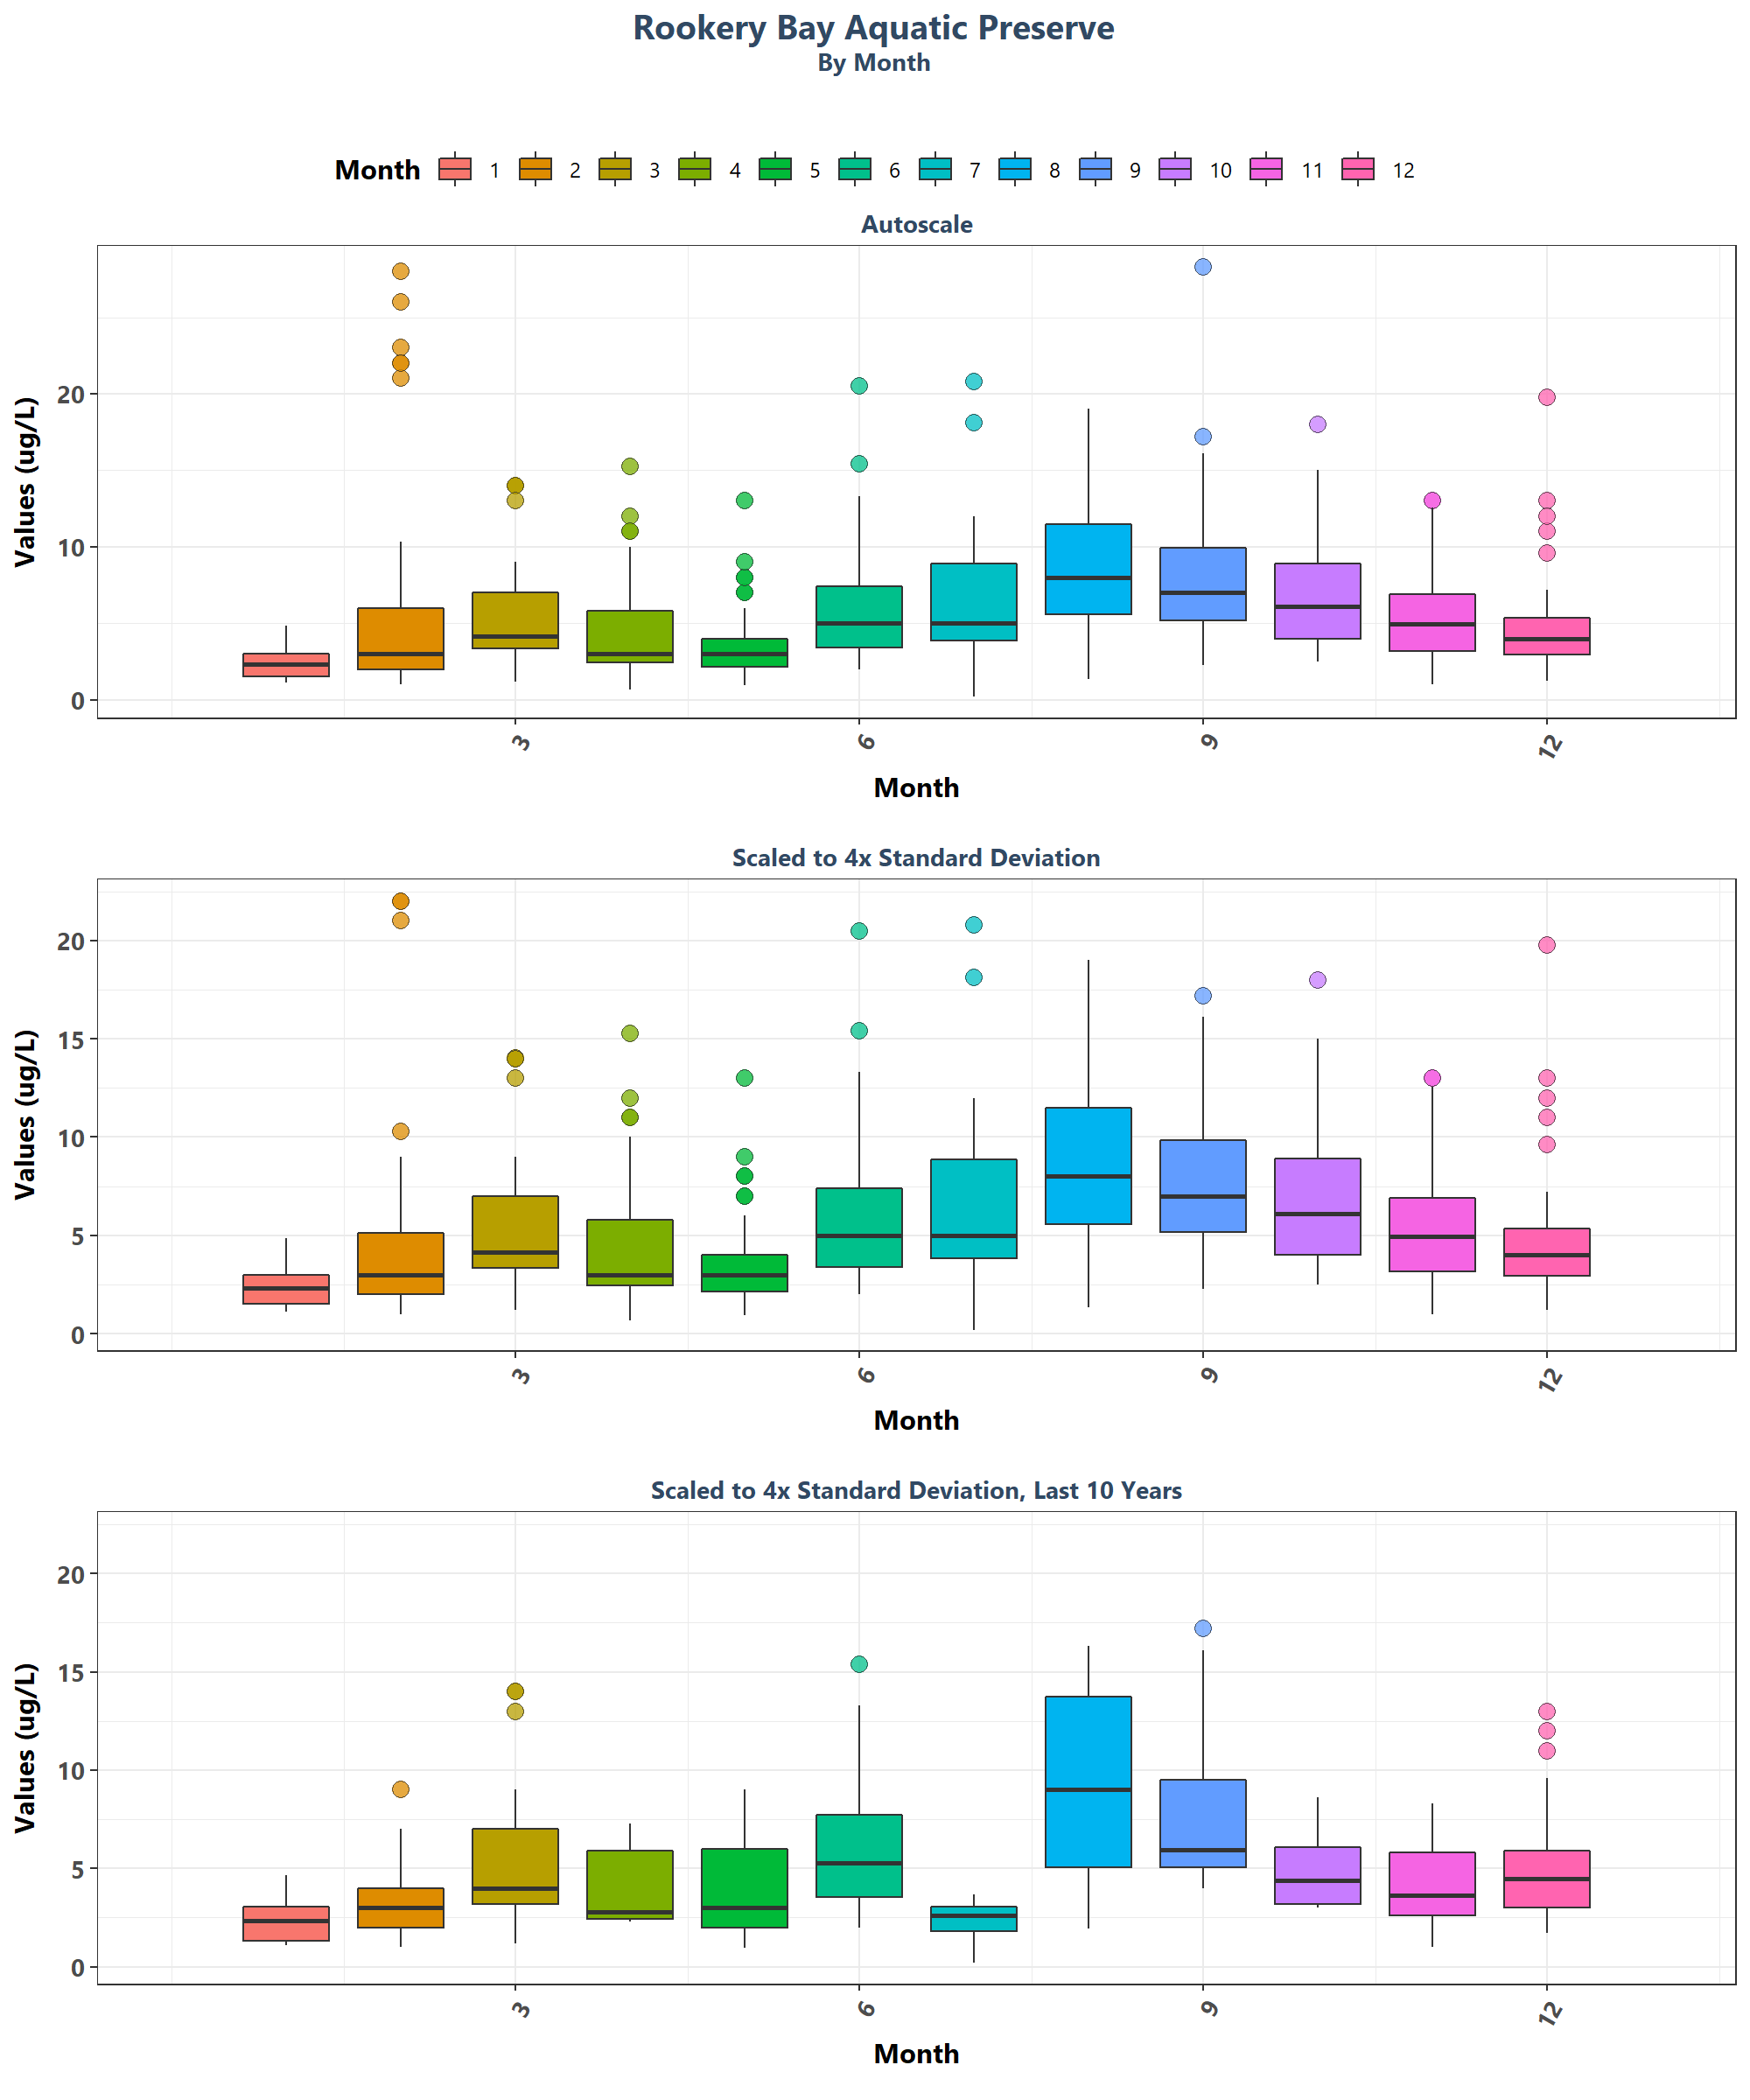 Rookery Bay Aquatic Preserve
By Month
Month 1 2 3 4 5 6 7 8 9 10 11 12
Autoscale
Values (ug/L)
20
10
0
3 6 9 12
Month
Scaled to 4x Standard Deviation
Values (ug/L)
20
15
10
5
0
3 6 9 12
Month
Scaled to 4x Standard Deviation, Last 10 Years
Values (ug/L)
20
15
10
5
0
3 6 9 12
Month